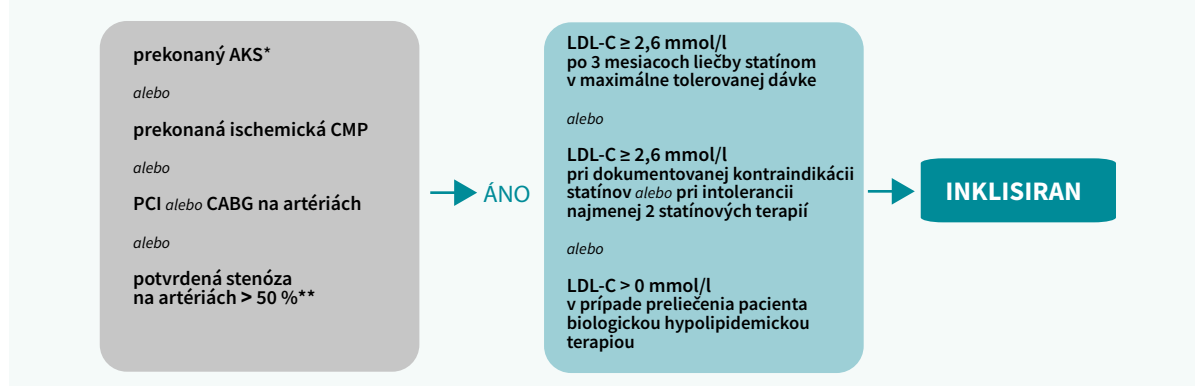 prekonaný AKS*
alebo
prekonaná ischemická CMP
alebo
PCI alebo CABG na artériách
alebo
potvrdená stenóza
na artériách > 50 %**
ÁNO
LDL-C ≥ 2,6 mmol/l
po 3 mesiacoch liečby statínom
v maximálne tolerovanej dávke
alebo
LDL-C ≥ 2,6 mmol/l
pri dokumentovanej kontraindikácii
statínov alebo pri intolerancii
najmenej 2 statínových terapií
alebo
LDL-C > 0 mmol/l
v prípade preliečenia pacienta
biologickou hypolipidemickou
terapiou
INKLISIRAN